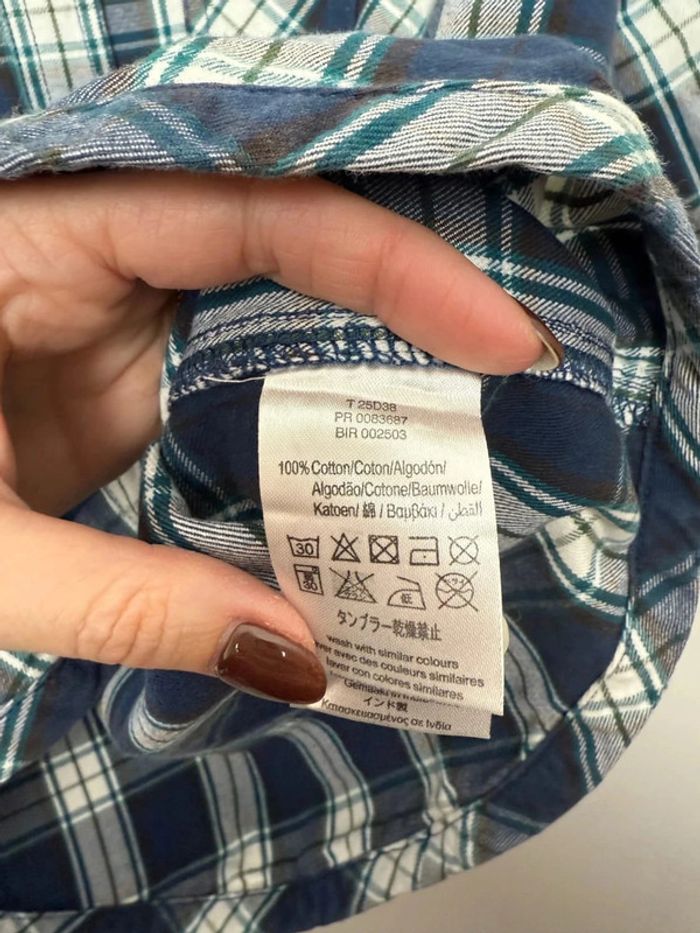 T 25D38
PR 0083687
BIR 002503
100% Cotton/Coton/Algodón/
Algodão/Cotone/Baumwolle/
Katoen/ 綿 / Βαμβάκι / القطن/
30
30
低
タンブラー乾燥禁止
wash with similar colours
avec des couleurs similaires
con colores similares
インド製
Κατασκευασμένος σε Ινδία